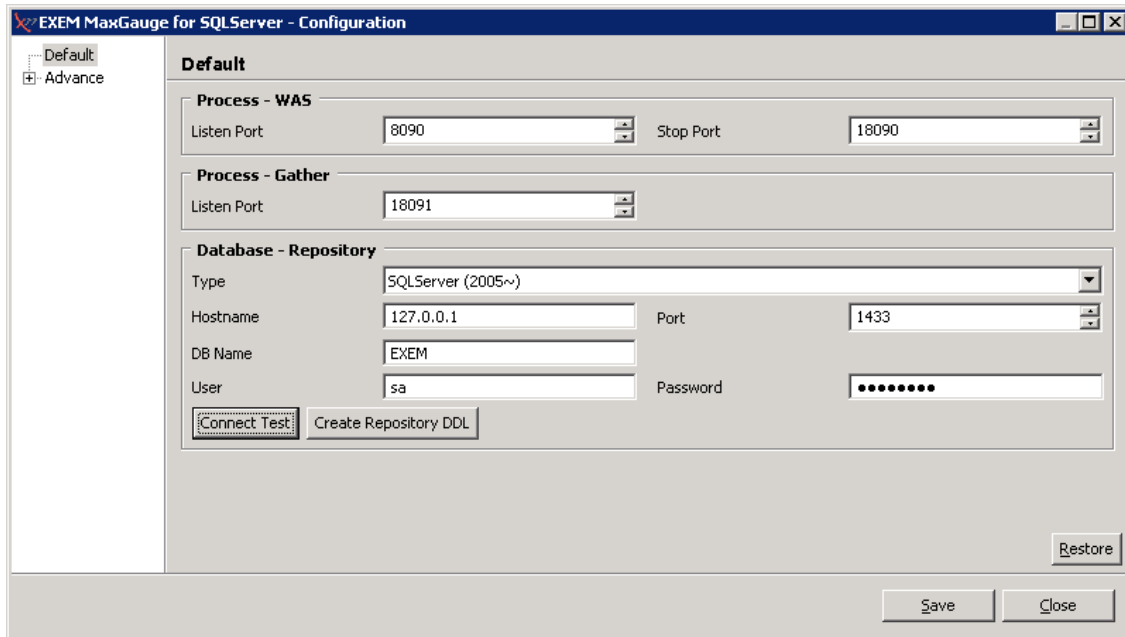 EXEM MaxGauge for SQLServer - Configuration
Default
Advance
Default
Process - WAS
Listen Port 8090 Stop Port 18090
Process - Gather
Listen Port 18091
Database - Repository
Type SQLServer (2005~)
Hostname 127.0.0.1 Port 1433
DB Name EXEM
User sa Password ●●●●●●●●
Connect Test Create Repository DDL
Restore
Save Close